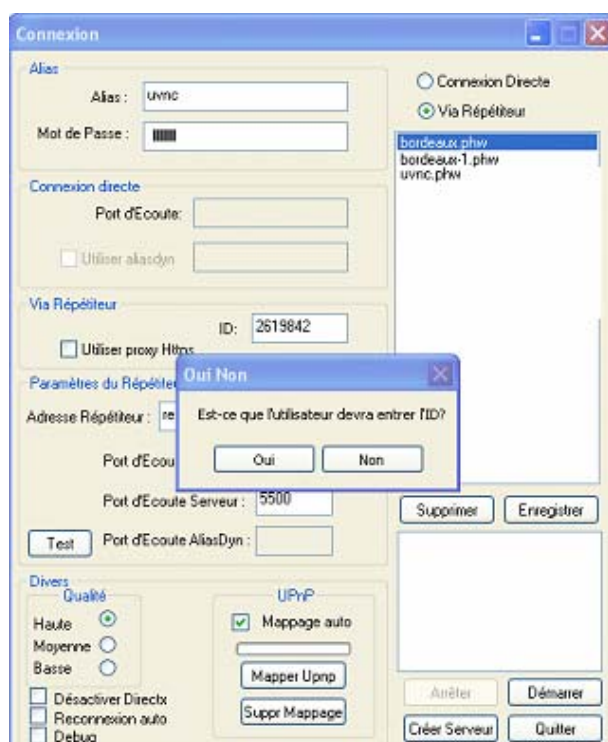 Connexion
Alias
Alias : uvnc
Mot de Passe :
Connexion Directe
Via Répétiteur
bordeaux.phw
bordeaux-1.phw
uvnc.phw
Connexion directe
Port d'Ecoute:
Utiliser aliasdyn
Via Répétiteur
ID: 2619842
Utiliser proxy Https
Oui Non
Est-ce que l'utilisateur devra entrer l'ID?
Oui Non
Paramètres du Répétiteu
Adresse Répétiteur : re
Port d'Ecou
Port d'Ecoute Serveur : 5500
Test Port d'Ecoute AliasDyn :
Supprimer Enregistrer
Divers
Qualité
Haute
Moyenne
Basse
Désactiver Directx
Reconnexion auto
Debug
UPnP
Mappage auto
Mapper Upnp
Suppr Mappage
Arrêter Démarrer
Créer Serveur Quitter